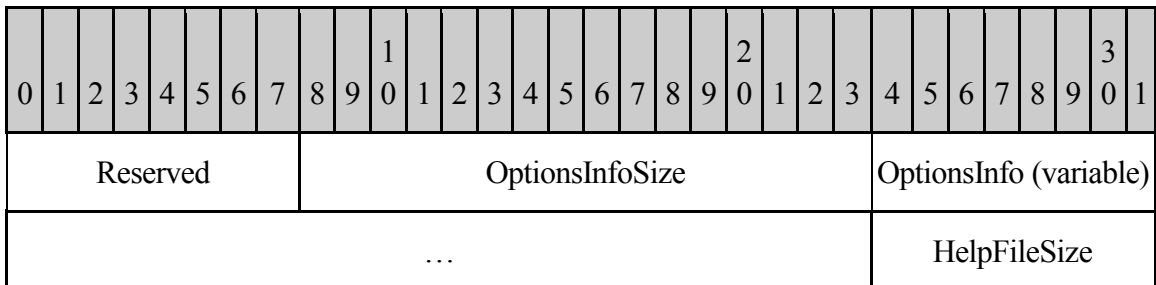 1 2 3
0 1 2 3 4 5 6 7 8 9 0 1 2 3 4 5 6 7 8 9 0 1 2 3 4 5 6 7 8 9 0 1
Reserved OptionsInfoSize OptionsInfo (variable)
… HelpFileSize